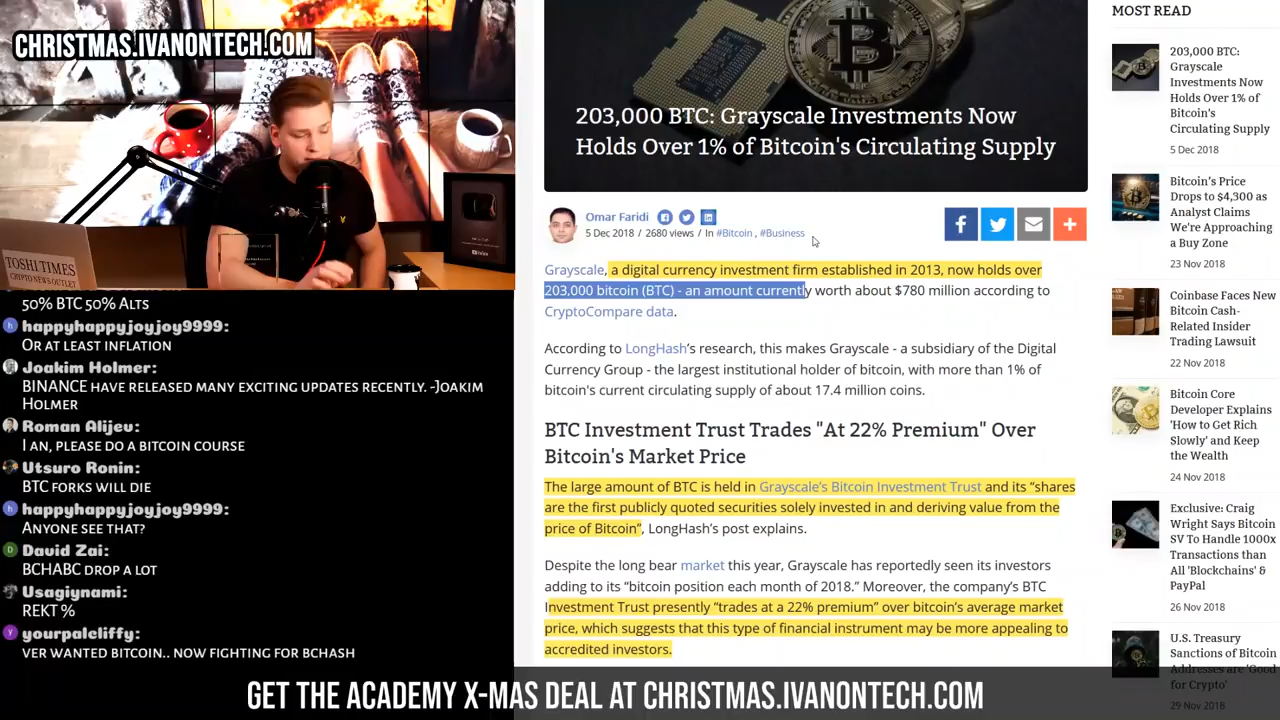 CHRISTMAS.IVANONTECH.COM
TOSHI TIMES
CRYPTO NEWS OUTLET
50% BTC 50% Alts
happyhappyjoyjoy9999:
Or at least inflation
Joakim Holmer:
BINANCE have released many exciting updates recently. -Joakim
Holmer
Roman Alijev:
I an, please do a bitcoin course
Utsuro Ronin:
BTC forks will die
happyhappyjoyjoy9999:
Anyone see that?
David Zai:
BCHABC drop a lot
Usagiynami:
REKT %
yourpalcliffy:
ver wanted bitcoin.. now fighting for bchash
203,000 BTC: Grayscale Investments Now
Holds Over 1% of Bitcoin's Circulating Supply
Omar Faridi
5 Dec 2018 / 2680 views / In #Bitcoin , #Business
Grayscale, a digital currency investment firm established in 2013, now holds over
203,000 bitcoin (BTC) - an amount currently worth about $780 million according to
CryptoCompare data.
According to LongHash’s research, this makes Grayscale - a subsidiary of the Digital
Currency Group - the largest institutional holder of bitcoin, with more than 1% of
bitcoin's current circulating supply of about 17.4 million coins.
BTC Investment Trust Trades "At 22% Premium" Over
Bitcoin's Market Price
The large amount of BTC is held in Grayscale’s Bitcoin Investment Trust and its “shares
are the first publicly quoted securities solely invested in and deriving value from the
price of Bitcoin”, LongHash’s post explains.
Despite the long bear market this year, Grayscale has reportedly seen its investors
adding to its “bitcoin position each month of 2018.” Moreover, the company’s BTC
Investment Trust presently “trades at a 22% premium” over bitcoin’s average market
price, which suggests that this type of financial instrument may be more appealing to
accredited investors.
MOST READ
203,000 BTC:
Grayscale
Investments Now
Holds Over 1% of
Bitcoin's
Circulating Supply
5 Dec 2018
Bitcoin’s Price
Drops to $4,500 as
Analyst Claims
We're Approaching
a Buy Zone
23 Nov 2018
Coinbase Faces New
Bitcoin Cash-
Related Insider
Trading Lawsuit
22 Nov 2018
Bitcoin Core
Developer Explains
'How to Get Rich
Slowly' and Keep
the Wealth
24 Nov 2018
Exclusive: Craig
Wright Says Bitcoin
SV To Handle 1000x
Transactions than
All 'Blockchains' &
PayPal
26 Nov 2018
U.S. Treasury
Sanctions of Bitcoin
Addresses are 'Good
for Crypto'
29 Nov 2018
GET THE ACADEMY X-MAS DEAL AT CHRISTMAS.IVANONTECH.COM